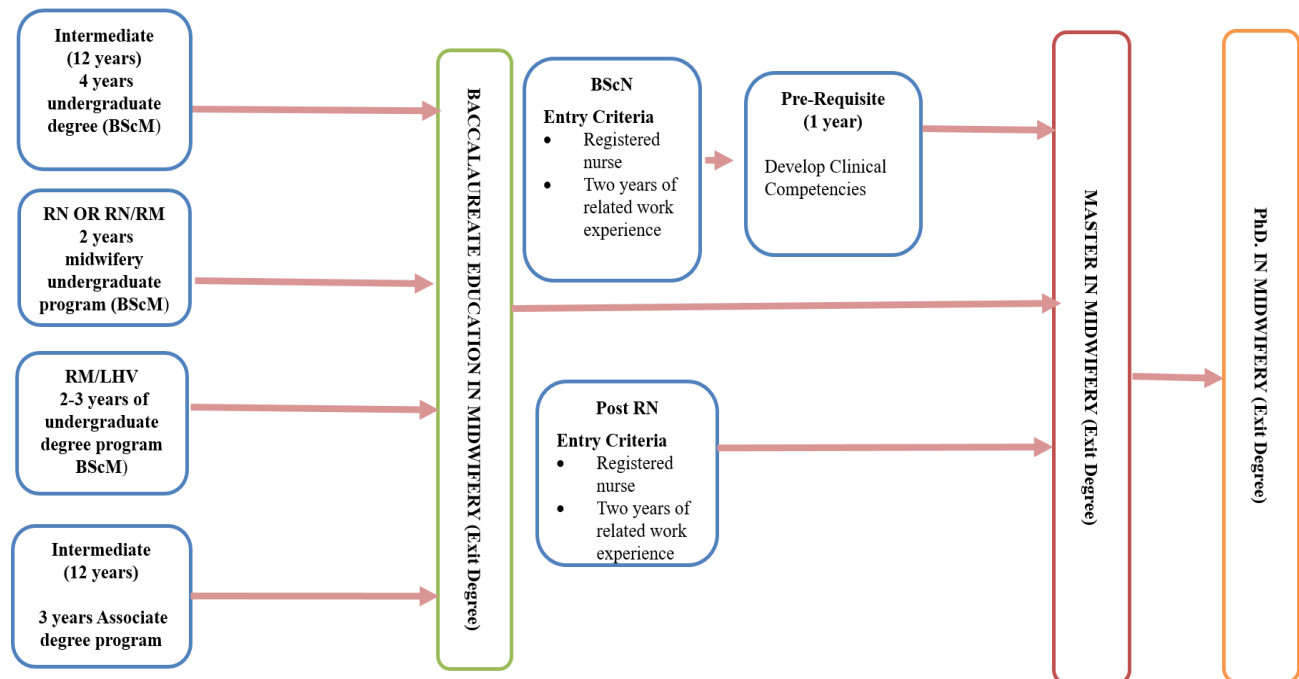 Intermediate
(12 years)
4 years
undergraduate
degree (BScM)
RN OR RN/RM
2 years
midwifery
undergraduate
program (BScM)
RM/LHV
2-3 years of
undergraduate
degree program
BScM)
Intermediate
(12 years)
3 years Associate
degree program
BACCALAUREATE EDUCATION IN MIDWIFERY (Exit Degree)
BScN
Entry Criteria
• Registered
nurse
• Two years of
related work
experience
Pre-Requisite
(1 year)
Develop Clinical
Competencies
Post RN
Entry Criteria
• Registered
nurse
• Two years of
related work
experience
MASTER IN MIDWIFERY (Exit Degree)
PhD. IN MIDWIFERY (Exit Degree)